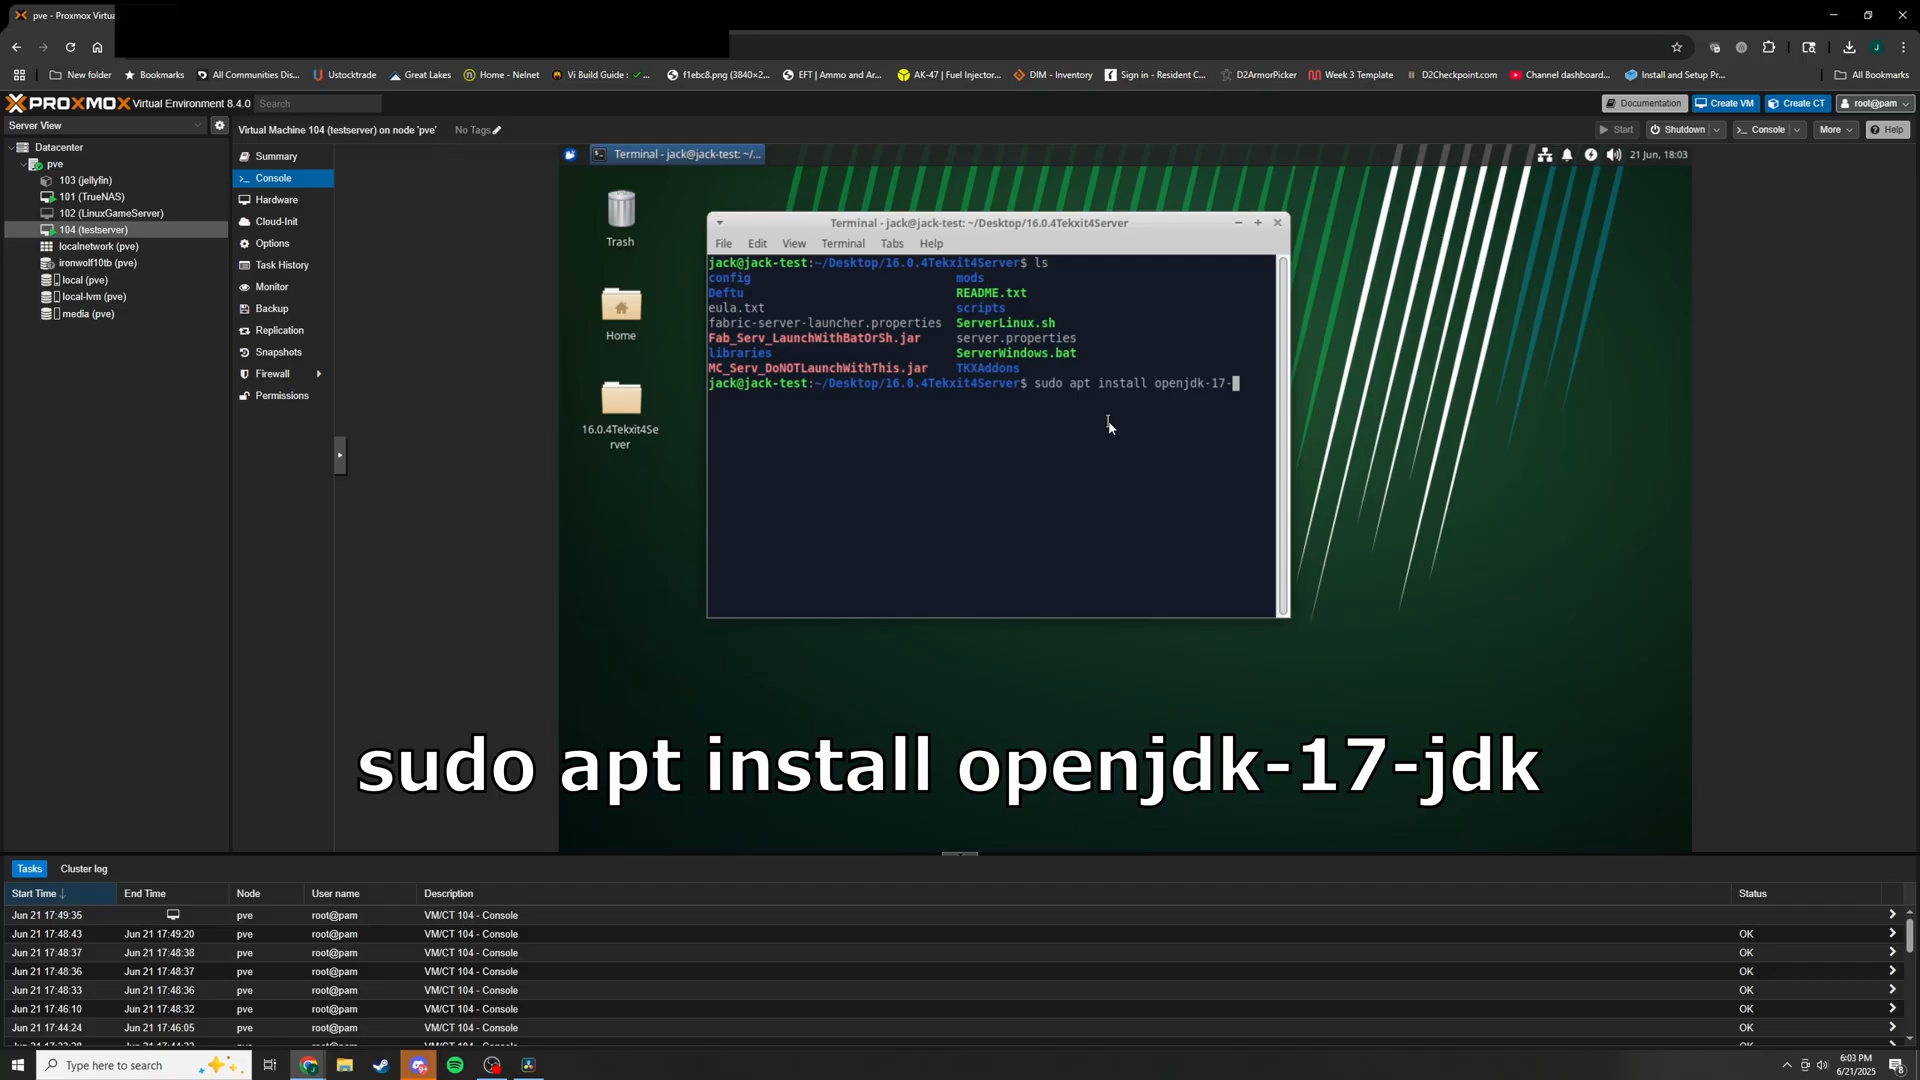 pve - Proxmox Virtua
New folder
Bookmarks
All Communities Dis...
Ustocktrade
Great Lakes
Home - Nelnet
Vi Build Guide :
f1ebc8.png (3840×2...
EFT | Ammo and Ar...
AK-47 | Fuel Injector...
DIM - Inventory
Sign in - Resident C...
D2ArmorPicker
Week 3 Template
D2Checkpoint.com
Channel dashboard...
Install and Setup Pr...
All Bookmarks
PROXMOX Virtual Environment 8.4.0
Search
Documentation
Create VM
Create CT
root@pam
Server View
Virtual Machine 104 (testserver) on node 'pve'
No Tags
Start
Shutdown
Console
More
Help
Datacenter
pve
103 (jellyfin)
101 (TrueNAS)
102 (LinuxGameServer)
104 (testserver)
localnetwork (pve)
ironwolf10tb (pve)
local (pve)
local-lvm (pve)
media (pve)
Summary
Console
Hardware
Cloud-Init
Options
Task History
Monitor
Backup
Replication
Snapshots
Firewall
Permissions
Terminal - jack@jack-test: ~/...
21 Jun, 18:03
Trash
Home
16.0.4Tekxit4Se
rver
Terminal - jack@jack-test: ~/Desktop/16.0.4Tekxit4Server
File Edit View Terminal Tabs Help
jack@jack-test:~/Desktop/16.0.4Tekxit4Server$ ls
config mods
Deftu README.txt
eula.txt scripts
fabric-server-launcher.properties ServerLinux.sh
Fab_Serv_LaunchWithBatOrSh.jar server.properties
libraries ServerWindows.bat
MC_Serv_DoNOTLaunchWithThis.jar TKXAddons
jack@jack-test:~/Desktop/16.0.4Tekxit4Server$ sudo apt install openjdk-17-
sudo apt install openjdk-17-jdk
Tasks
Cluster log
Start Time End Time Node User name Description Status
Jun 21 17:49:35 pve root@pam VM/CT 104 - Console
Jun 21 17:48:43 Jun 21 17:49:20 pve root@pam VM/CT 104 - Console OK
Jun 21 17:48:37 Jun 21 17:48:38 pve root@pam VM/CT 104 - Console OK
Jun 21 17:48:36 Jun 21 17:48:37 pve root@pam VM/CT 104 - Console OK
Jun 21 17:48:33 Jun 21 17:48:36 pve root@pam VM/CT 104 - Console OK
Jun 21 17:46:10 Jun 21 17:48:32 pve root@pam VM/CT 104 - Console OK
Jun 21 17:44:24 Jun 21 17:46:05 pve root@pam VM/CT 104 - Console OK
Type here to search
6:03 PM
6/21/2025